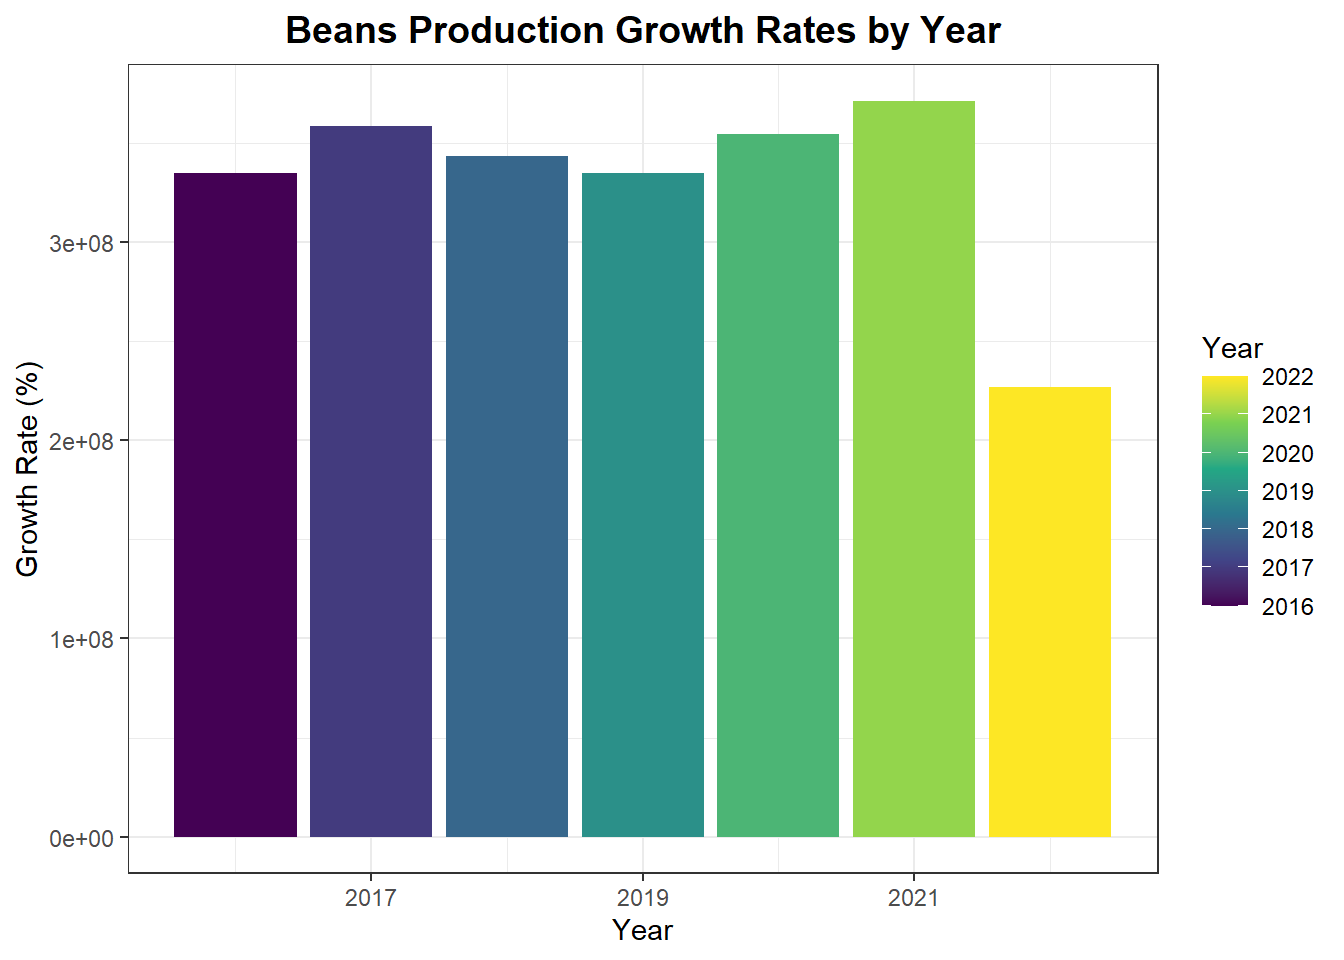 Beans Production Growth Rates by Year
Growth Rate (%)
3e+08
2e+08
1e+08
0e+00
2017 2019 2021
Year
Year
2022
2021
2020
2019
2018
2017
2016